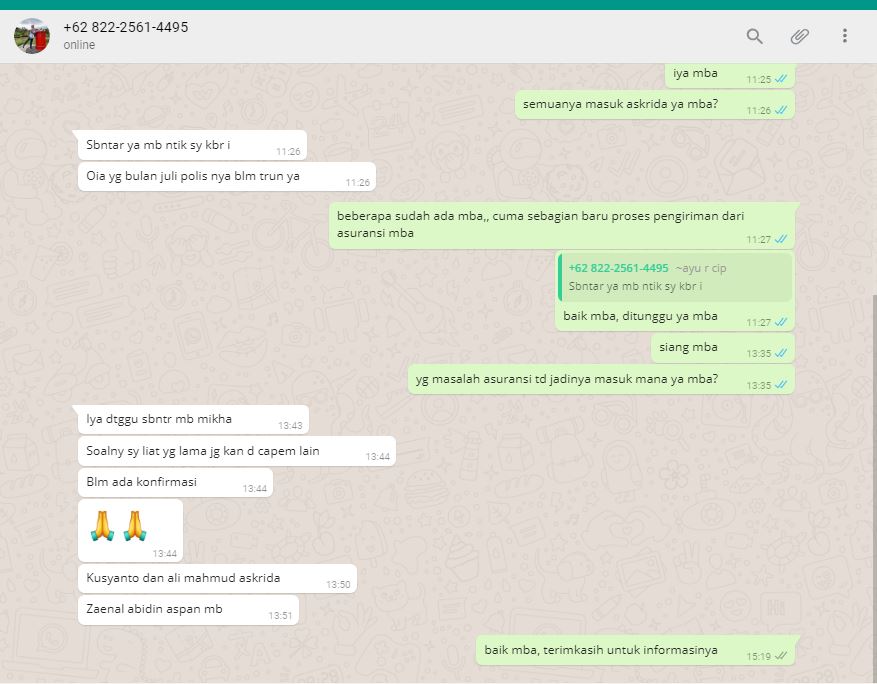 +62 822-2561-4495
online
iya mba
11:25
semuanya masuk askrida ya mba?
11:26
Sbntar ya mb ntik sy kbr i
11:26
Oia yg bulan juli polis nya blm trun ya
11:26
beberapa sudah ada mba,, cuma sebagian baru proses pengiriman dari
asuransi mba
11:27
+62 822-2561-4495 ~ayu r cip
Sbntar ya mb ntik sy kbr i
baik mba, ditunggu ya mba
11:27
siang mba
13:35
yg masalah asuransi td jadinya masuk mana ya mba?
13:35
Iya dtggu sbntr mb mikha
13:43
Soalny sy liat yg lama jg kan d capem lain
13:44
Blm ada konfirmasi
13:44
🙏 🙏
13:44
Kusyanto dan ali mahmud askrida
13:50
Zaenal abidin aspan mb
13:51
baik mba, terimkasih untuk informasinya
15:19